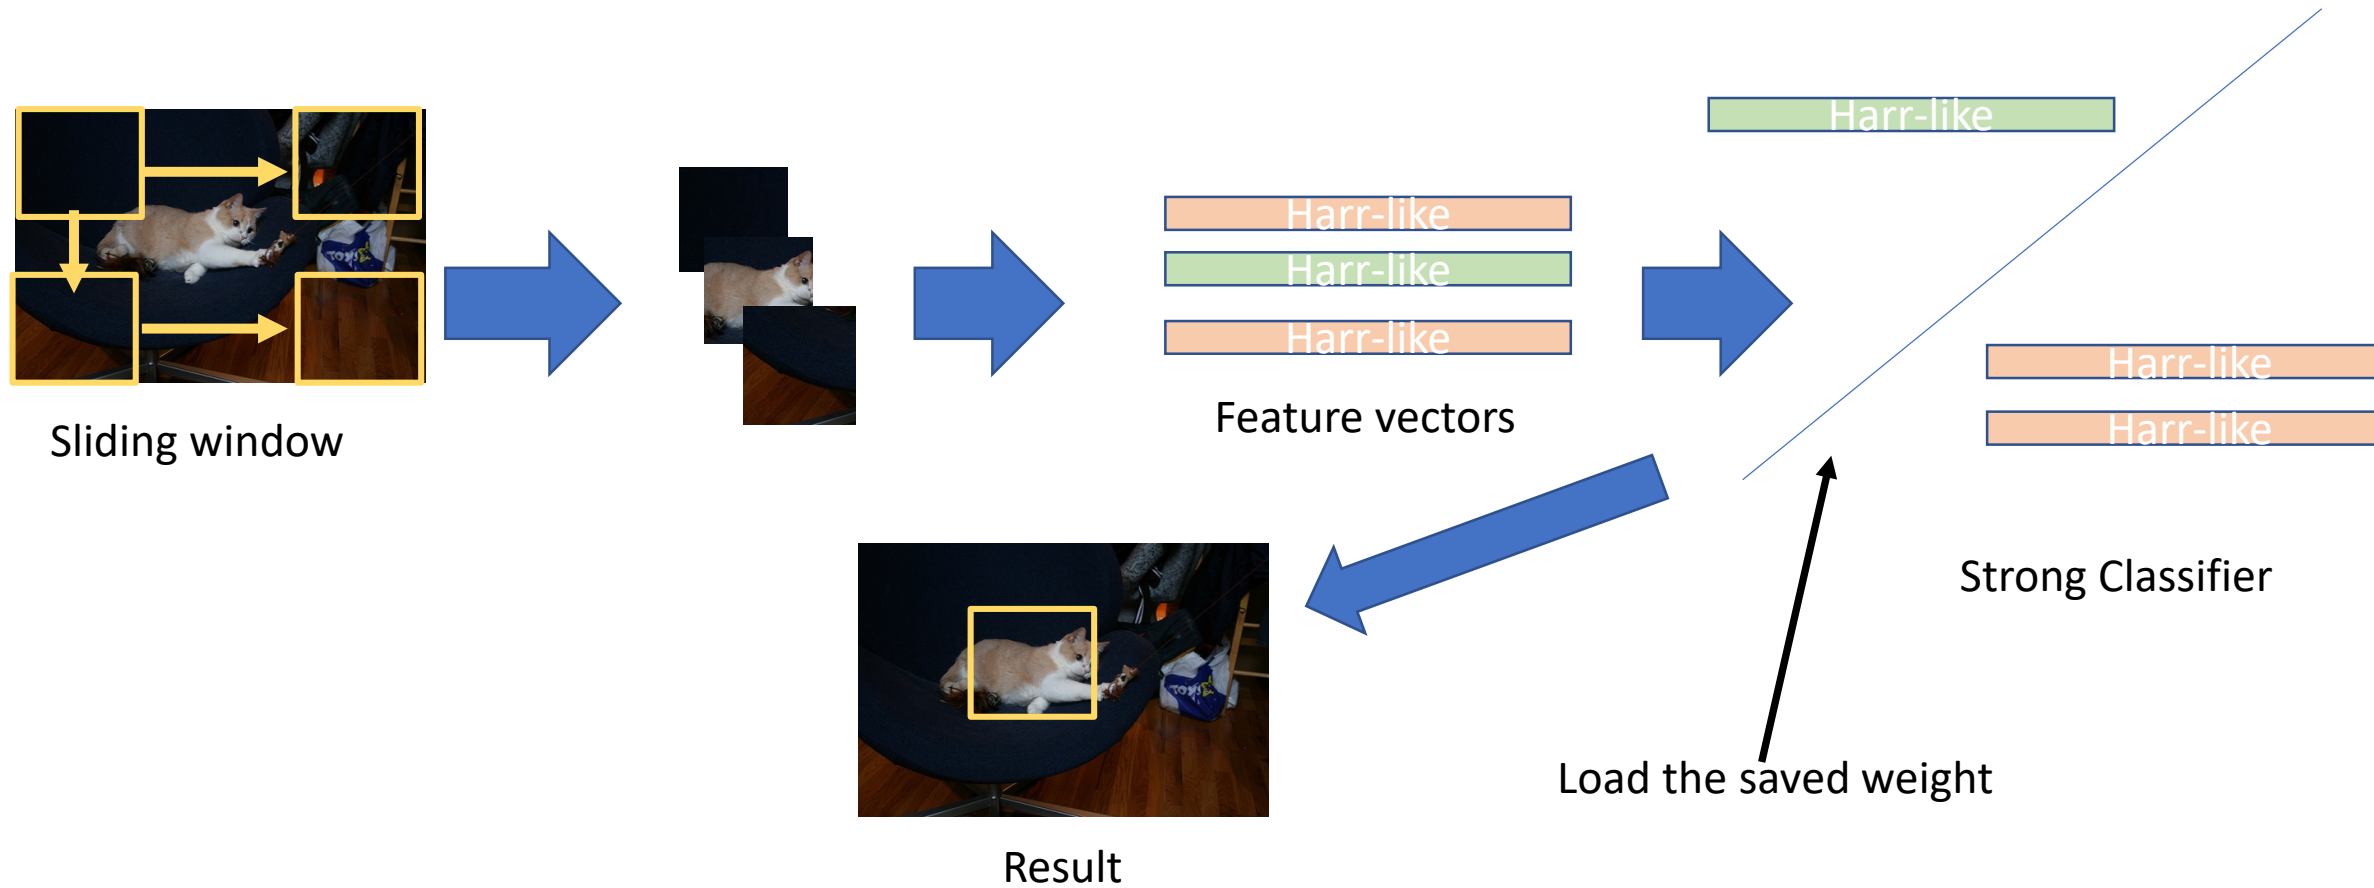 Harr-like
Harr-like
Harr-like
Harr-like
Harr-like
Harr-like
Sliding window
Feature vectors
Strong Classifier
Load the saved weight
Result